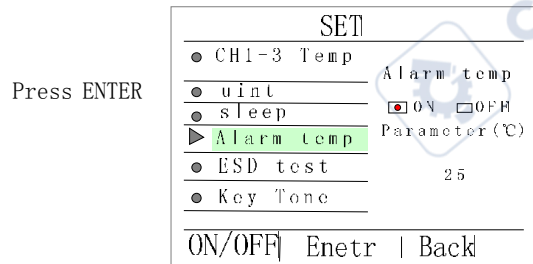 Press ENTER
SET
CH1-3 Temp
uint
sleep
Alarm temp
ESD test
Key Tone
Alarm temp
ON OFF
Parameter(℃)
25
ON/OFF| Enetr | Back|